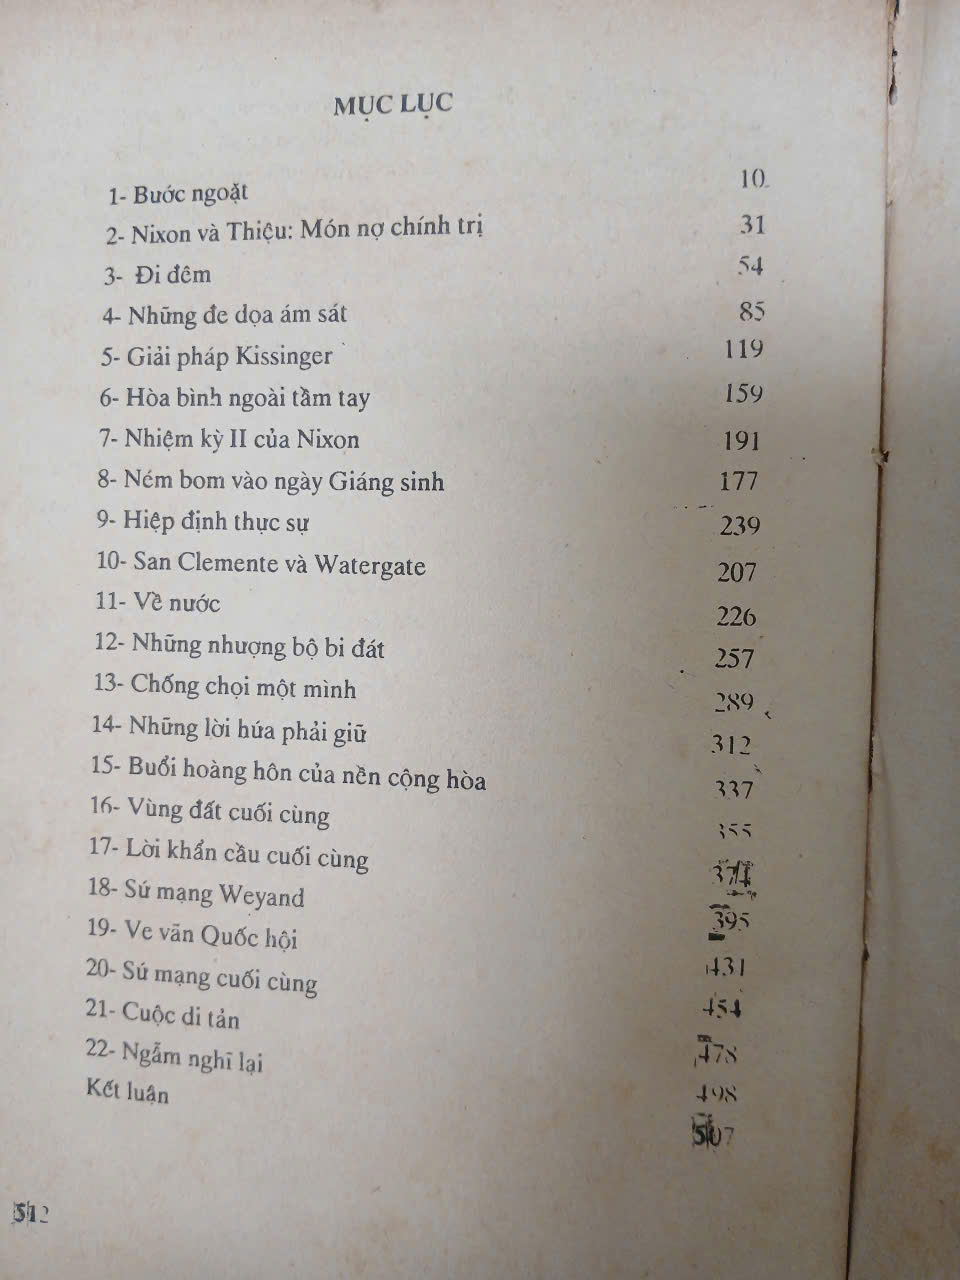 MỤC LỤC
1- Bước ngoặt 10
2- Nixon và Thiệu: Món nợ chính trị 31
3- Đi đêm 54
4- Những đe dọa ám sát 85
5- Giải pháp Kissinger 119
6- Hòa bình ngoài tầm tay 159
7- Nhiệm kỳ II của Nixon 191
8- Ném bom vào ngày Giáng sinh 177
9- Hiệp định thực sự 239
10- San Clemente và Watergate 207
11- Về nước 226
12- Những nhượng bộ bi đát 257
13- Chống chọi một mình 289
14- Những lời hứa phải giữ 312
15- Buổi hoàng hôn của nền cộng hòa 337
16- Vùng đất cuối cùng 355
17- Lời khẩn cầu cuối cùng 374
18- Sứ mạng Weyand 395
19- Ve vãn Quốc hội 431
20- Sứ mạng cuối cùng 454
21- Cuộc di tản 478
22- Ngẫm nghĩ lại 498
Kết luận 507
512